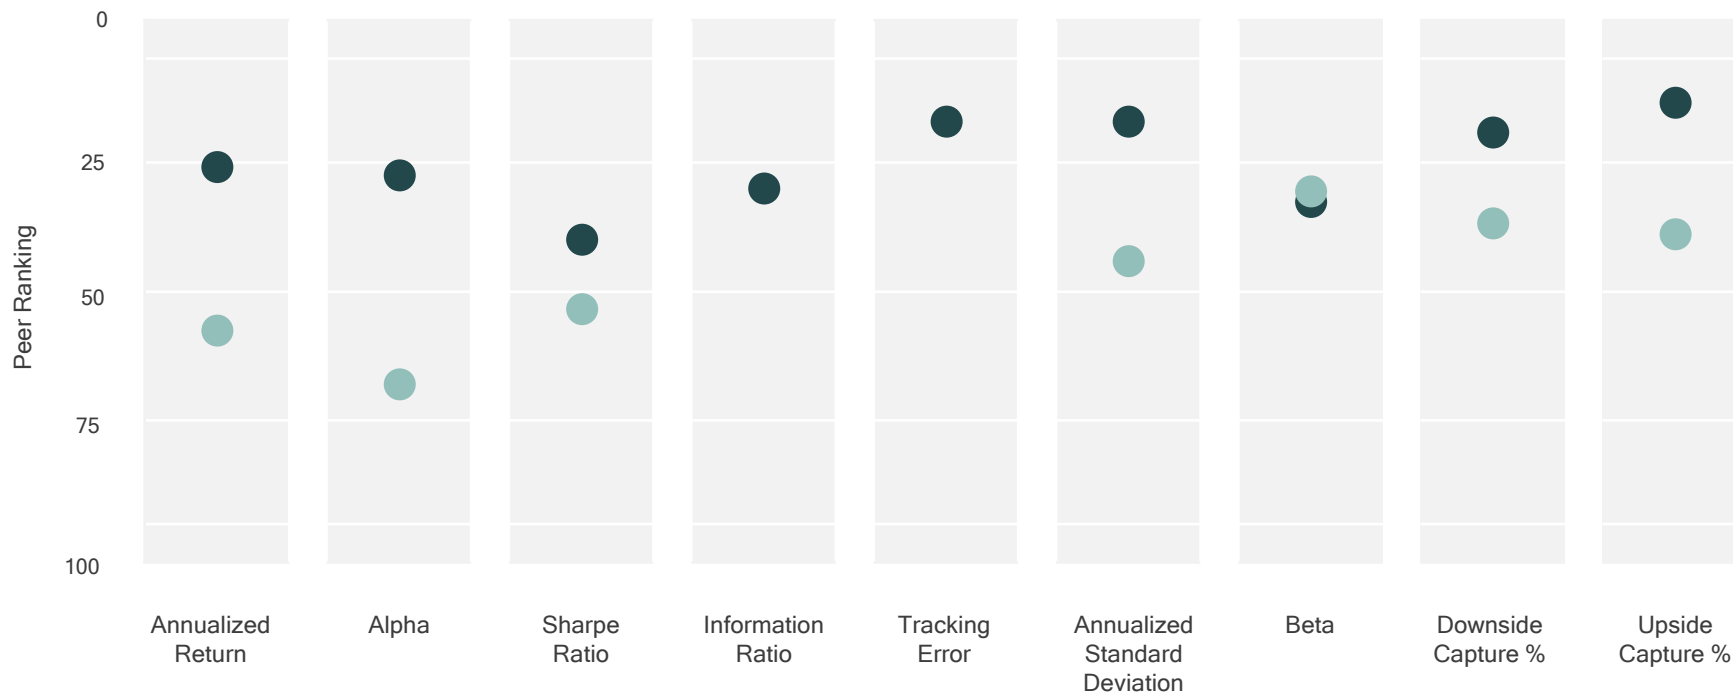 0
25
50
75
100
Peer Ranking
Annualized
Return
Alpha
Sharpe
Ratio
Information
Ratio
Tracking
Error
Annualized
Standard
Deviation
Beta
Downside
Capture %
Upside
Capture %